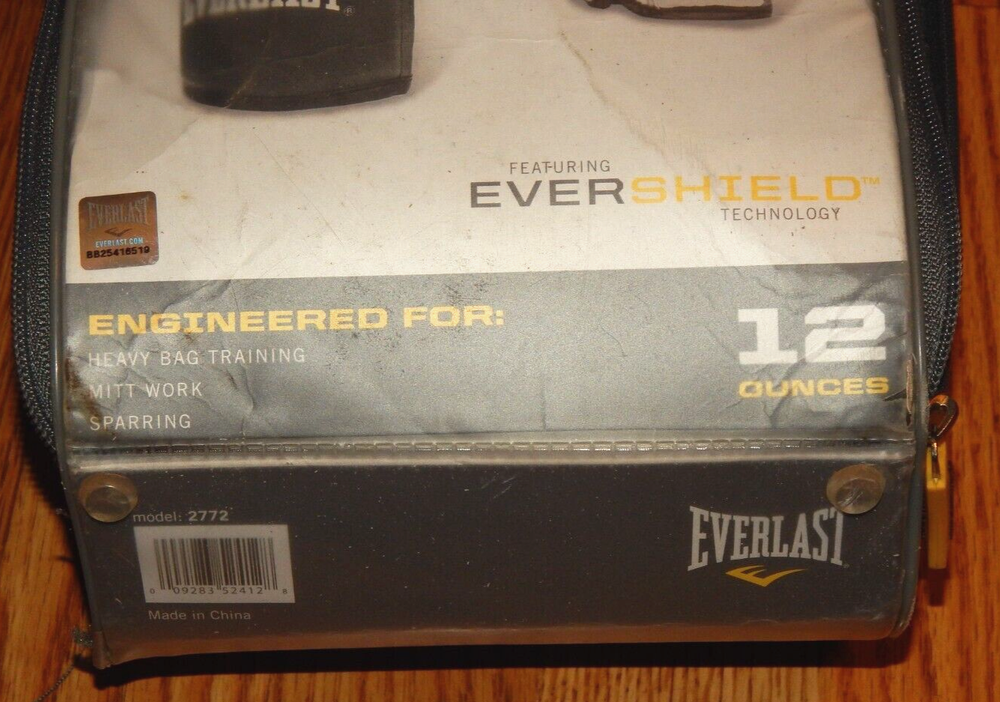 EVERLAST®
FEATURING
EVERSHIELD™
TECHNOLOGY
EVERLAST
EVERLAST.COM
8825416519
ENGINEERED FOR:
HEAVY BAG TRAINING
MITT WORK
SPARRING
12
OUNCES
model: 2772
0 09283 52412 8
Made in China
EVERLAST